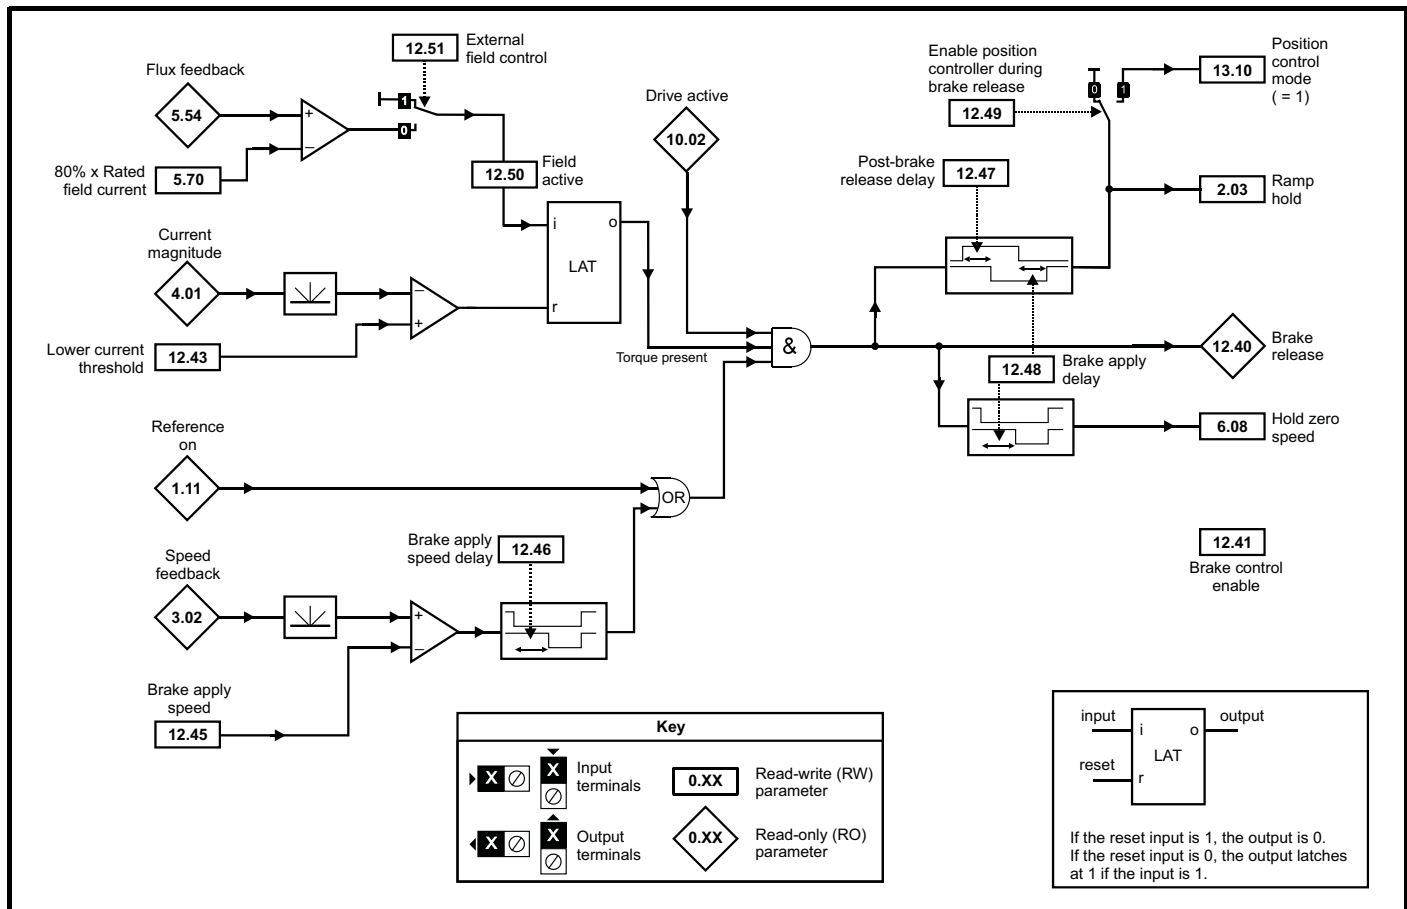 12.51
External
field control
Flux feedback
5.54
+
–
1
0
80% x Rated
field current
5.70
12.50
Field
active
Current
magnitude
4.01
–
+
Lower current
threshold
12.43
i
o
LAT
r
Drive active
10.02
Torque present
&
Enable position
controller during
brake release
12.49
0
1
13.10
Position
control
mode
( = 1)
Post-brake
release delay
12.47
2.03
Ramp
hold
12.40
Brake
release
12.48
Brake apply
delay
6.08
Hold zero
speed
Reference
on
1.11
OR
Brake apply
speed delay
12.46
Speed
feedback
3.02
+
–
Brake apply
speed
12.45
12.41
Brake control
enable
Key
X
X
Input
terminals
0.XX
Read-write (RW)
parameter
X
X
Output
terminals
0.XX
Read-only (RO)
parameter
input
i
o
output
LAT
reset
r
If the reset input is 1, the output is 0.
If the reset input is 0, the output latches
at 1 if the input is 1.